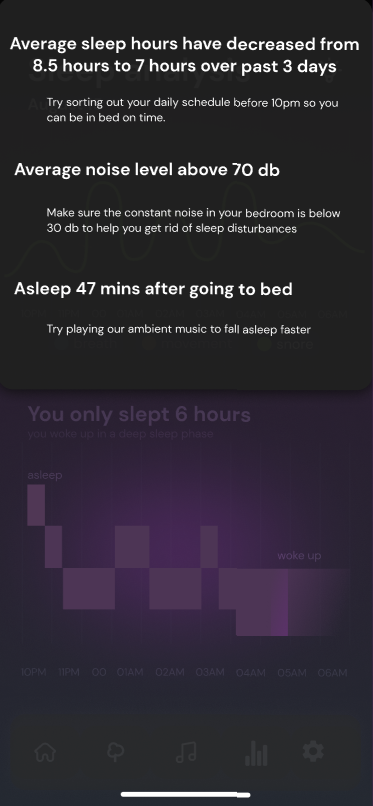 Average sleep hours have decreased from
8.5 hours to 7 hours over past 3 days
Try sorting out your daily schedule before 10pm so you
can be in bed on time.
Average noise level above 70 db
Make sure the constant noise in your bedroom is below
30 db to help you get rid of sleep disturbances
Asleep 47 mins after going to bed
Try playing our ambient music to fall asleep faster
You only slept 6 hours
you woke up in a deep sleep phase
asleep
woke up
10PM 11PM 00 01AM 02AM 03AM 04AM 05AM 06AM